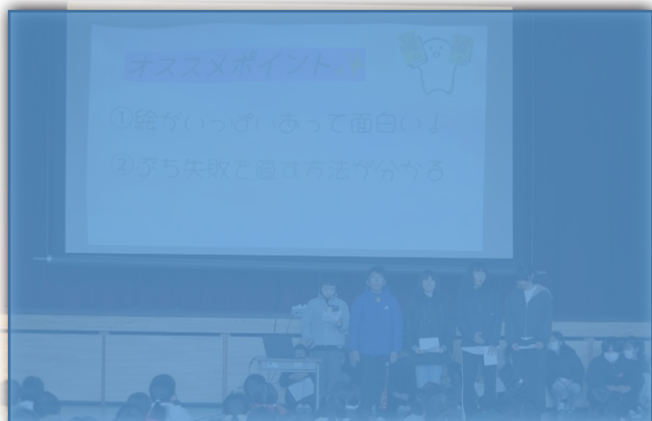 オススメポイント
①絵がいっぱいあって面白い！
②ぷち失敗を直す方法が分かる